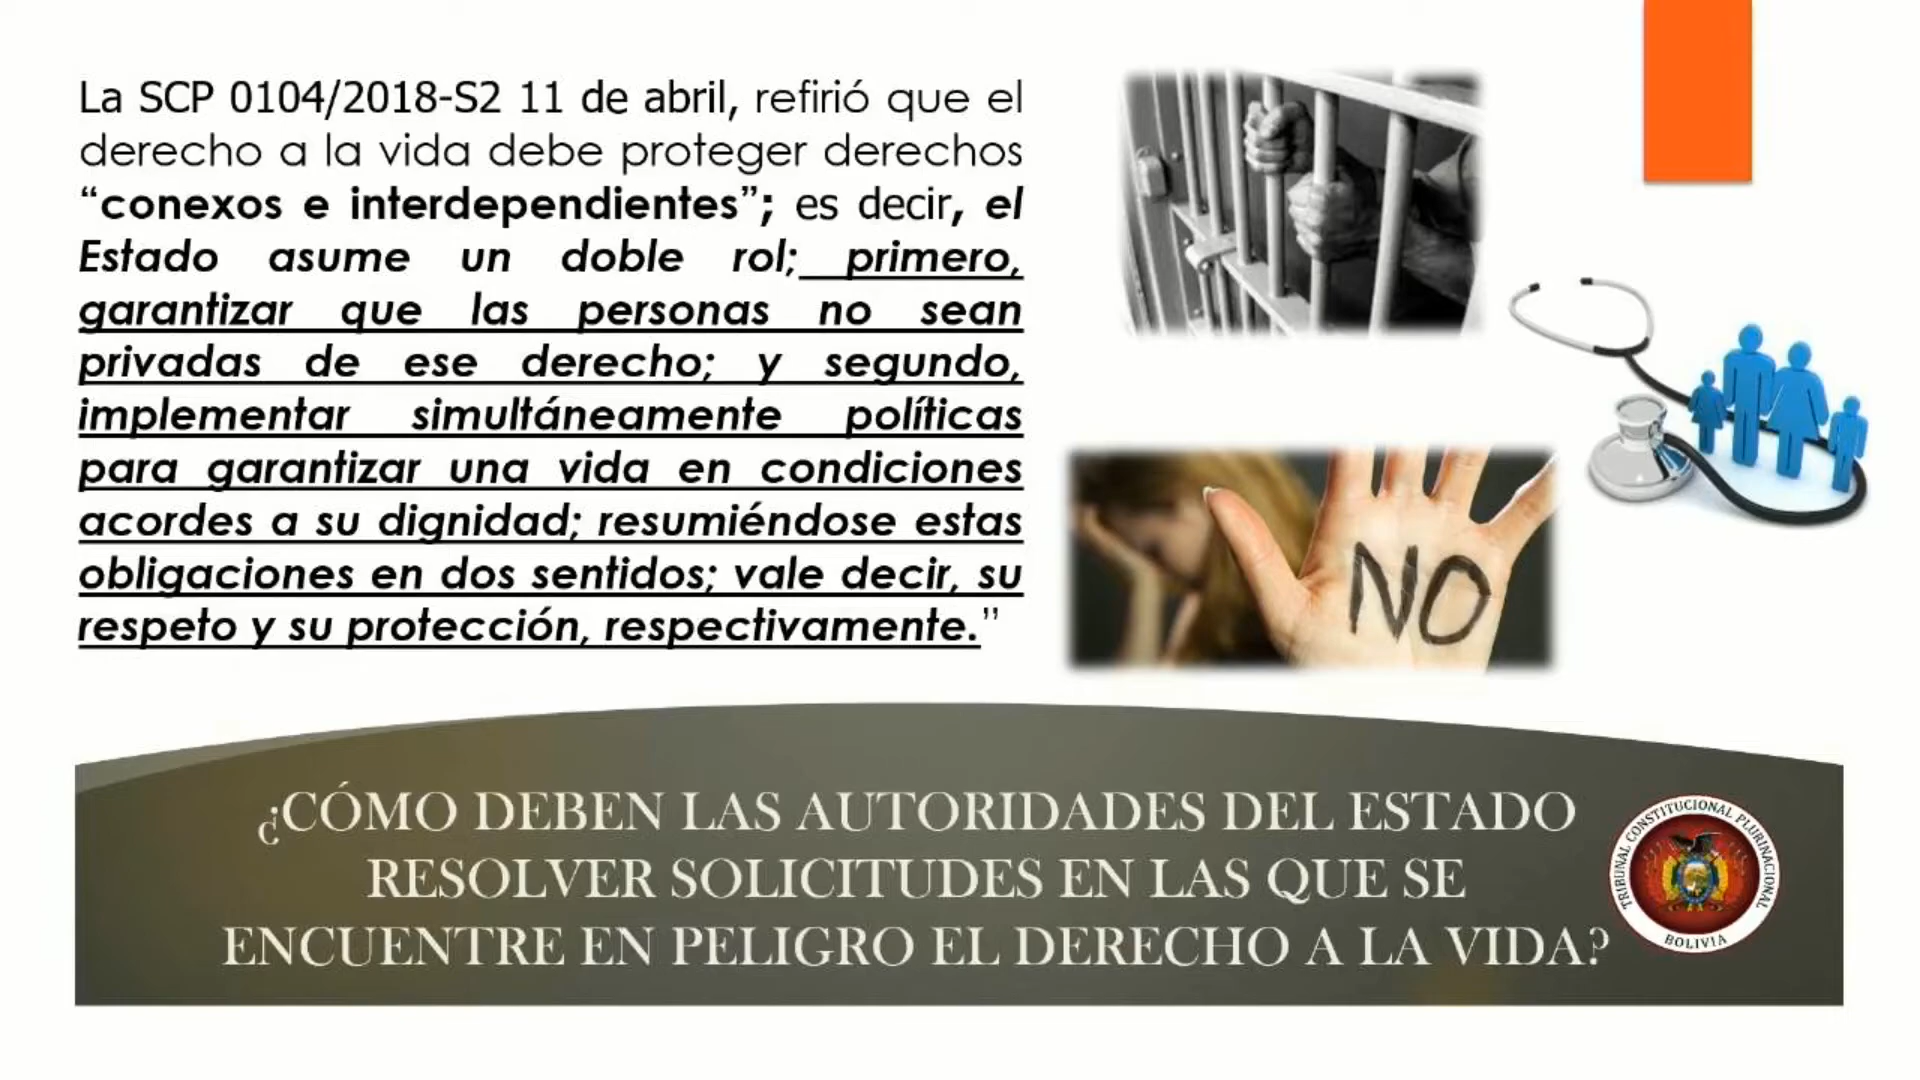 La SCP 0104/2018-S2 11 de abril, refirió que el
derecho a la vida debe proteger derechos
“conexos e interdependientes”; es decir, el
Estado asume un doble rol; primero,
garantizar que las personas no sean
privadas de ese derecho; y segundo,
implementar simultáneamente políticas
para garantizar una vida en condiciones
acordes a su dignidad; resumiéndose estas
obligaciones en dos sentidos; vale decir, su
respeto y su protección, respectivamente.”
NO
¿CÓMO DEBEN LAS AUTORIDADES DEL ESTADO
RESOLVER SOLICITUDES EN LAS QUE SE
ENCUENTRE EN PELIGRO EL DERECHO A LA VIDA?
TRIBUNAL CONSTITUCIONAL PLURINACIONAL
BOLIVIA